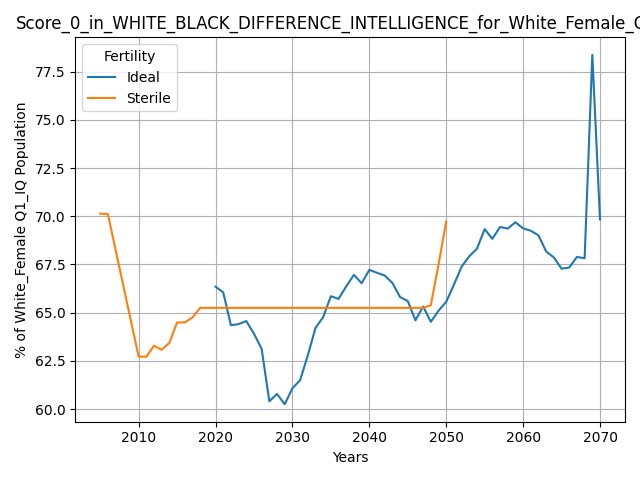 Score_0_in_WHITE_BLACK_DIFFERENCE_INTELLIGENCE_for_White_Female_
Fertility
Ideal
Sterile
% of White_Female Q1_IQ Population
77.5
75.0
72.5
70.0
67.5
65.0
62.5
60.0
2010
2020
2030
2040
2050
2060
2070
Years